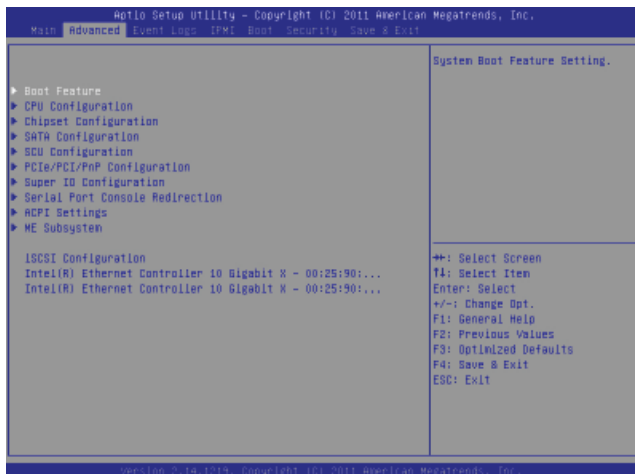 Aptio Setup Utility - Copyright (C) 2011 American Megatrends, Inc.
Main Advanced Event Logs IPMI Boot Security Save & Exit
Boot Feature
CPU Configuration
Chipset Configuration
SATA Configuration
SCU Configuration
PCIe/PCI/PnP Configuration
Super IO Configuration
Serial Port Console Redirection
ACPI Settings
ME Subsystem
iSCSI Configuration
Intel(R) Ethernet Controller 10 Gigabit X - 00:25:90:...
Intel(R) Ethernet Controller 10 Gigabit X - 00:25:90:...
System Boot Feature Setting.
→←: Select Screen
↑↓: Select Item
Enter: Select
+/-: Change Opt.
F1: General Help
F2: Previous Values
F3: Optimized Defaults
F4: Save & Exit
ESC: Exit
Version 2.14.1219. Copyright (C) 2011 American Megatrends, Inc.